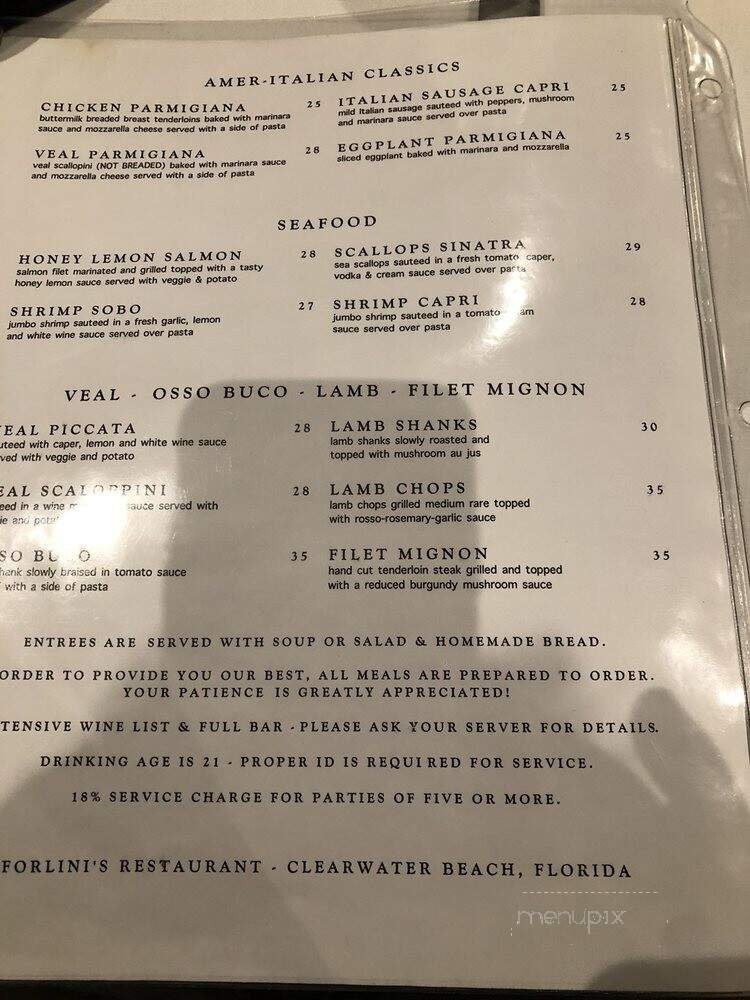 AMER-ITALIAN CLASSICS
CHICKEN PARMIGIANA 25
buttermilk breaded breast tenderloins baked with marinara
sauce and mozzarella cheese served with a side of pasta
VEAL PARMIGIANA 28
veal scallopini (NOT BREADED) baked with marinara sauce
and mozzarella cheese served with a side of pasta
ITALIAN SAUSAGE CAPRI 25
mild Italian sausage sauteed with peppers, mushroom
and marinara sauce served over pasta
EGGPLANT PARMIGIANA 25
sliced eggplant baked with marinara and mozzarella
SEAFOOD
HONEY LEMON SALMON 28
salmon filet marinated and grilled topped with a tasty
honey lemon sauce served with veggie & potato
SHRIMP SOBO 27
jumbo shrimp sauteed in a fresh garlic, lemon
and white wine sauce served over pasta
SCALLOPS SINATRA 29
sea scallops sauteed in a fresh tomato caper,
vodka & cream sauce served over pasta
SHRIMP CAPRI 28
jumbo shrimp sauteed in a tomato am
sauce served over pasta
VEAL - OSSO BUCO - LAMB - FILET MIGNON
EAL PICCATA 28
uteed with caper, lemon and white wine sauce
ved with veggie and potato
EAL SCALOPPINI 28
eed in a wine sauce served with
ie and
SO BUCO 35
hank slowly braised in tomato sauce
with a side of pasta
LAMB SHANKS 30
lamb shanks slowly roasted and
topped with mushroom au jus
LAMB CHOPS 35
lamb chops grilled medium rare topped
with rosso-rosemary-garlic sauce
FILET MIGNON 35
hand cut tenderloin steak grilled and topped
with a reduced burgundy mushroom sauce
ENTREES ARE SERVED WITH SOUP OR SALAD & HOMEMADE BREAD.
ORDER TO PROVIDE YOU OUR BEST, ALL MEALS ARE PREPARED TO ORDER.
YOUR PATIENCE IS GREATLY APPRECIATED!
TENSIVE WINE LIST & FULL BAR - PLEASE ASK YOUR SERVER FOR DETAILS.
DRINKING AGE IS 21 - PROPER ID IS REQUIRED FOR SERVICE.
18% SERVICE CHARGE FOR PARTIES OF FIVE OR MORE.
FORLINI'S RESTAURANT - CLEARWATER BEACH, FLORIDA
menupix